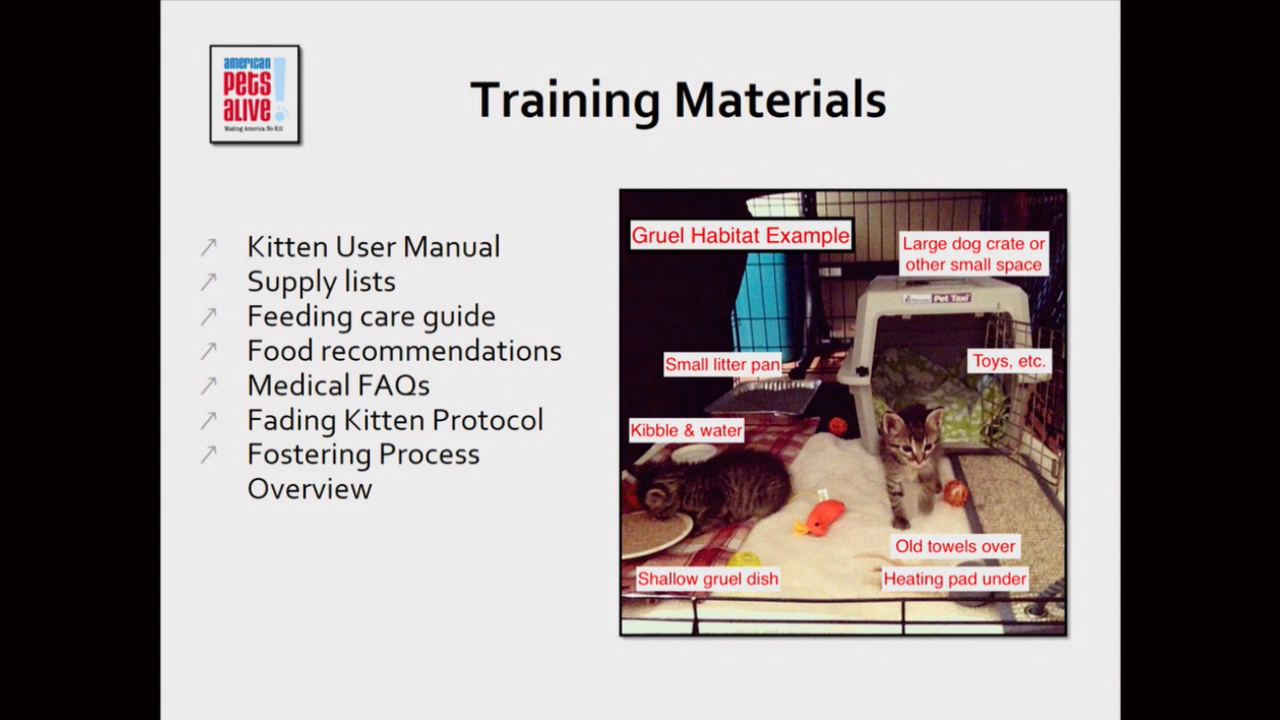 american
PETS
ALIVE!
Making America No Kill
Training Materials
Kitten User Manual
Supply lists
Feeding care guide
Food recommendations
Medical FAQs
Fading Kitten Protocol
Fostering Process
Overview
Gruel Habitat Example
Large dog crate or
other small space
Pet Taxi
Small litter pan
Toys, etc.
Kibble & water
Old towels over
Shallow gruel dish
Heating pad under